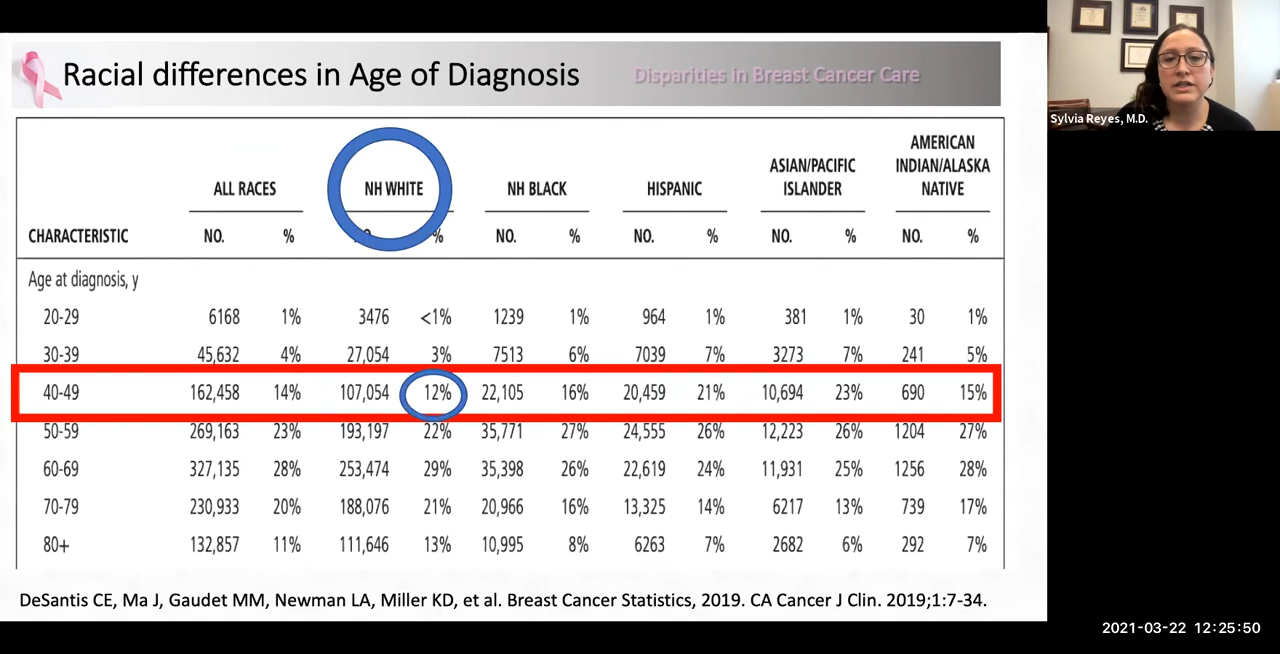 Racial differences in Age of Diagnosis
Disparities in Breast Cancer Care
Sylvia Reyes, M.D.
ALL RACES NH WHITE NH BLACK HISPANIC ASIAN/PACIFIC ISLANDER AMERICAN INDIAN/ALASKA NATIVE
CHARACTERISTIC NO. % % NO. % NO. % NO. % NO. %
Age at diagnosis, y
20-29 6168 1% 3476 <1% 1239 1% 964 1% 381 1% 30 1%
30-39 45,632 4% 27,054 3% 7513 6% 7039 7% 3273 7% 241 5%
40-49 162,458 14% 107,054 12% 22,105 16% 20,459 21% 10,694 23% 690 15%
50-59 269,163 23% 193,197 22% 35,771 27% 24,555 26% 12,223 26% 1204 27%
60-69 327,135 28% 253,474 29% 35,398 26% 22,619 24% 11,931 25% 1256 28%
70-79 230,933 20% 188,076 21% 20,966 16% 13,325 14% 6217 13% 739 17%
80+ 132,857 11% 111,646 13% 10,995 8% 6263 7% 2682 6% 292 7%
DeSantis CE, Ma J, Gaudet MM, Newman LA, Miller KD, et al. Breast Cancer Statistics, 2019. CA Cancer J Clin. 2019;1:7-34.
2021-03-22 12:25:50